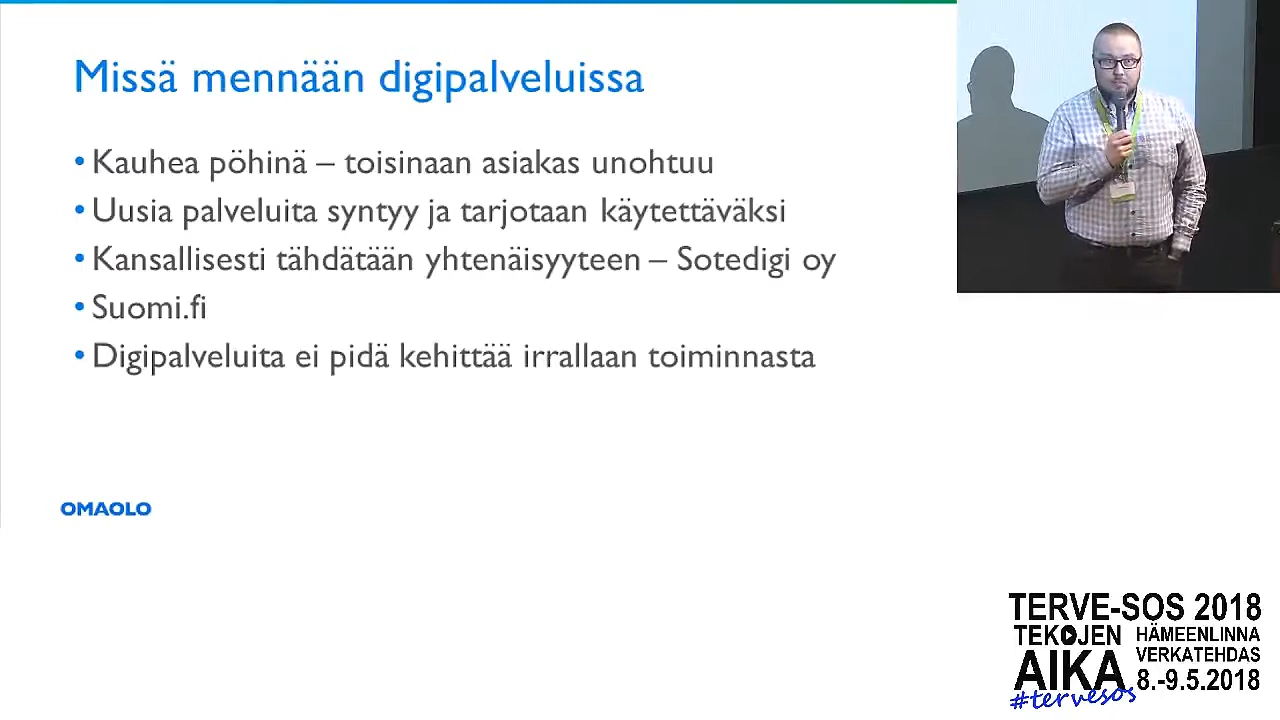 Missä mennään digipalveluissa
• Kauhea pöhinä – toisinaan asiakas unohtuu
• Uusia palveluita syntyy ja tarjotaan käytettäväksi
• Kansallisesti tähdätään yhtenäisyyteen – Sotedigi oy
• Suomi.fi
• Digipalveluita ei pidä kehittää irrallaan toiminnasta
OMAOLO
TERVE-SOS 2018
TEKOJEN
AIKA
HÄMEENLINNA
VERKATEHDAS
8.-9.5.2018
#tervesos